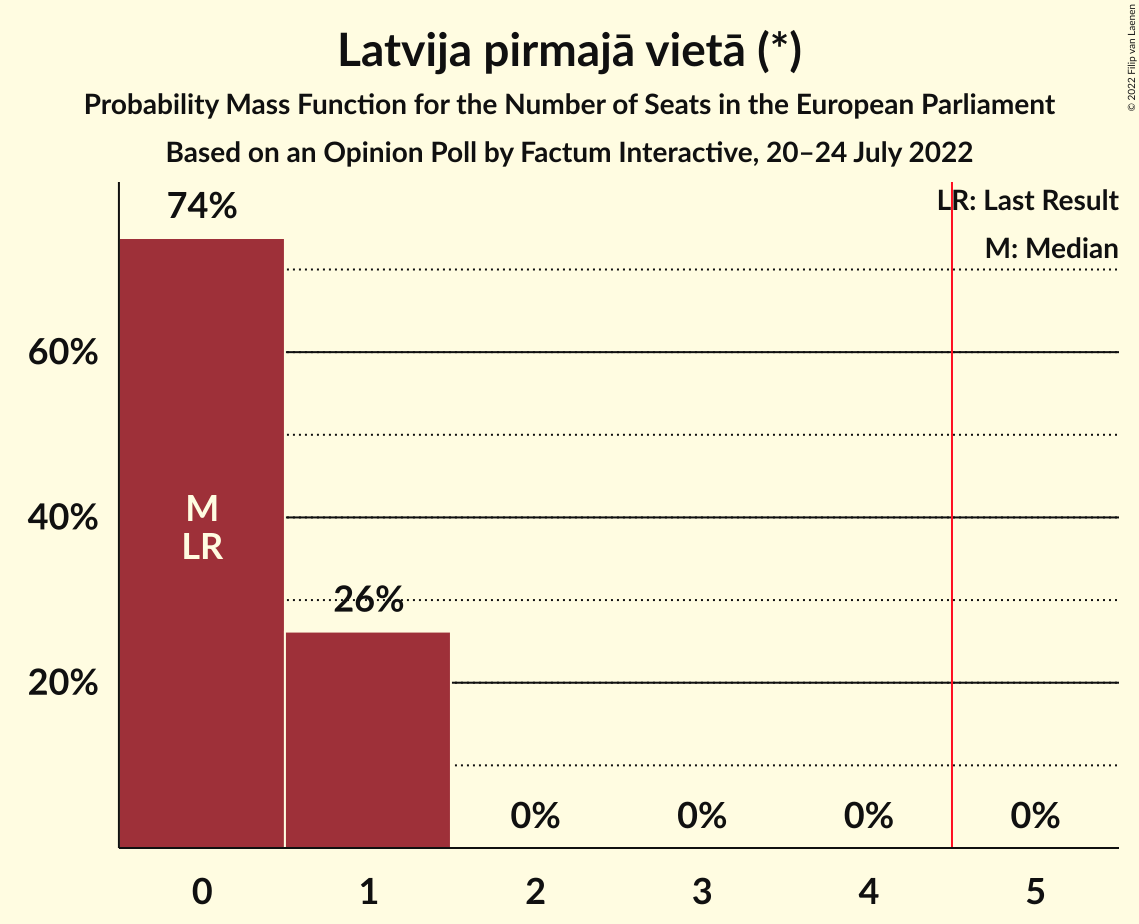 Latvija pirmajā vietā (*)
Probability Mass Function for the Number of Seats in the European Parliament
Based on an Opinion Poll by Factum Interactive, 20–24 July 2022
© 2022 Filip van Laenen
LR: Last Result
M: Median
74%
60%
M
40%
LR
26%
20%
0% 0% 0% 0%
0 1 2 3 4 5